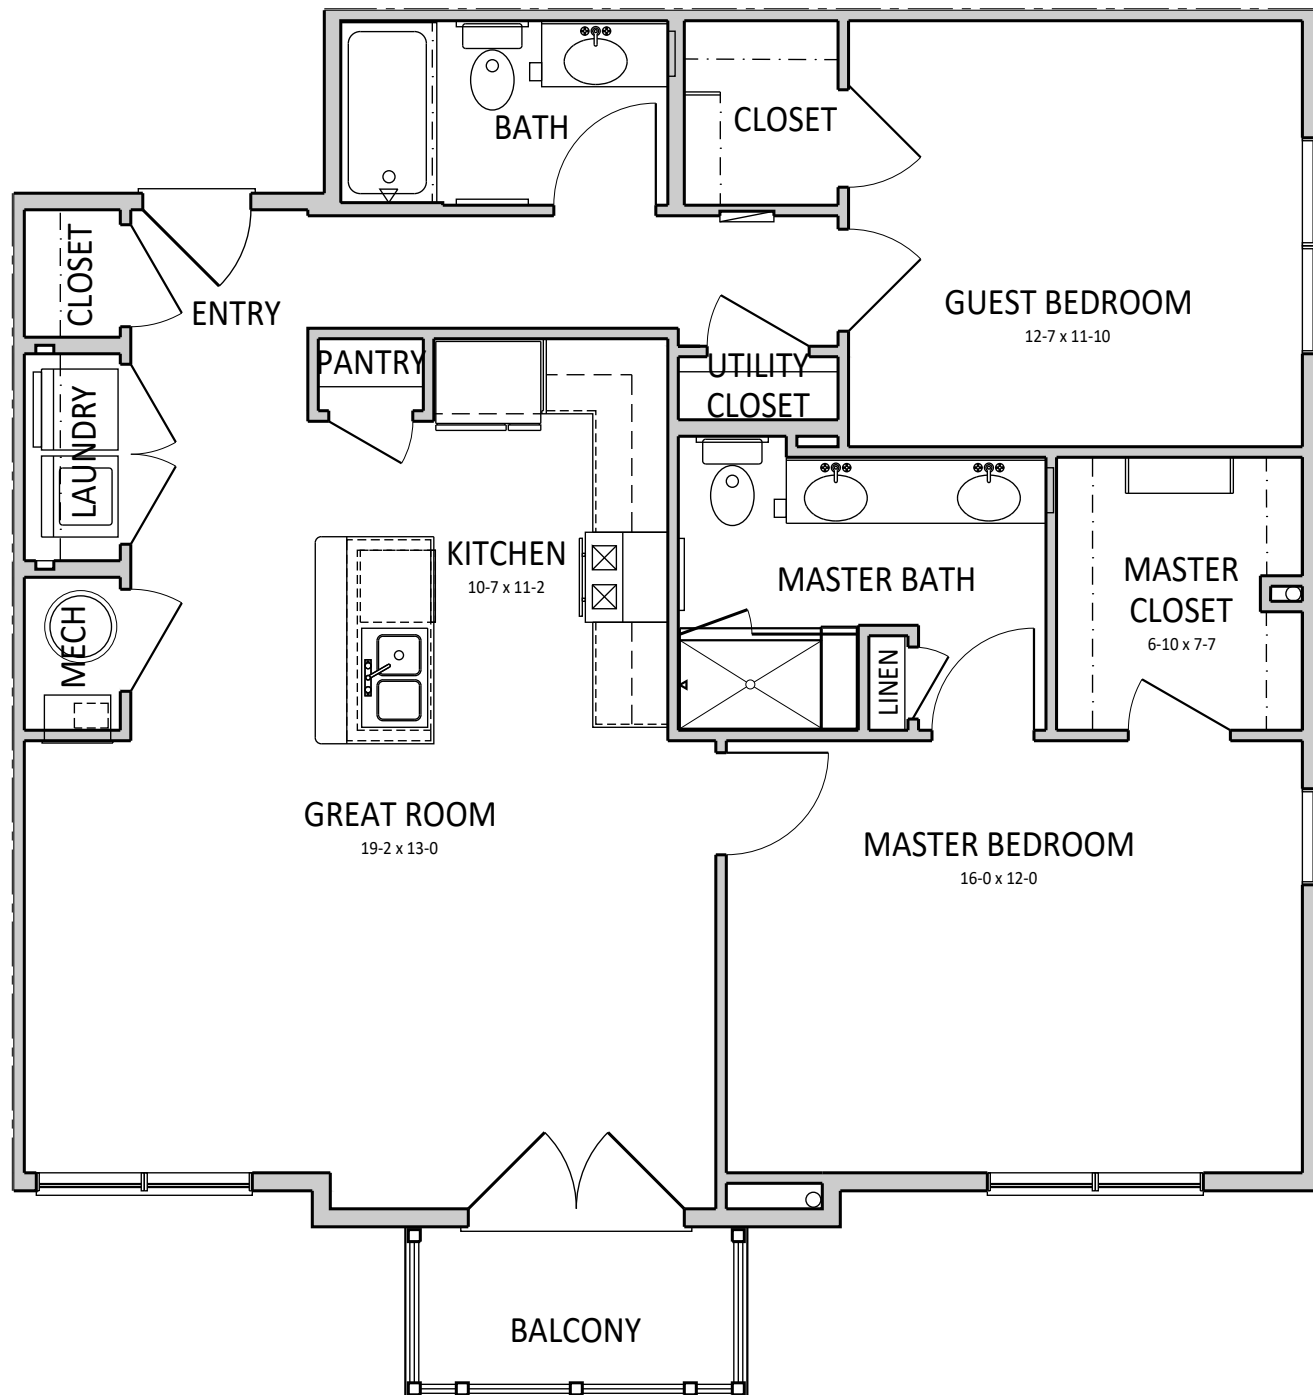 BATH
CLOSET
CLOSET
ENTRY
GUEST BEDROOM
12-7 x 11-10
PANTRY
UTILITY
CLOSET
LAUNDRY
KITCHEN
10-7 x 11-2
MASTER BATH
MASTER
CLOSET
6-10 x 7-7
MECH
LINEN
GREAT ROOM
19-2 x 13-0
MASTER BEDROOM
16-0 x 12-0
BALCONY